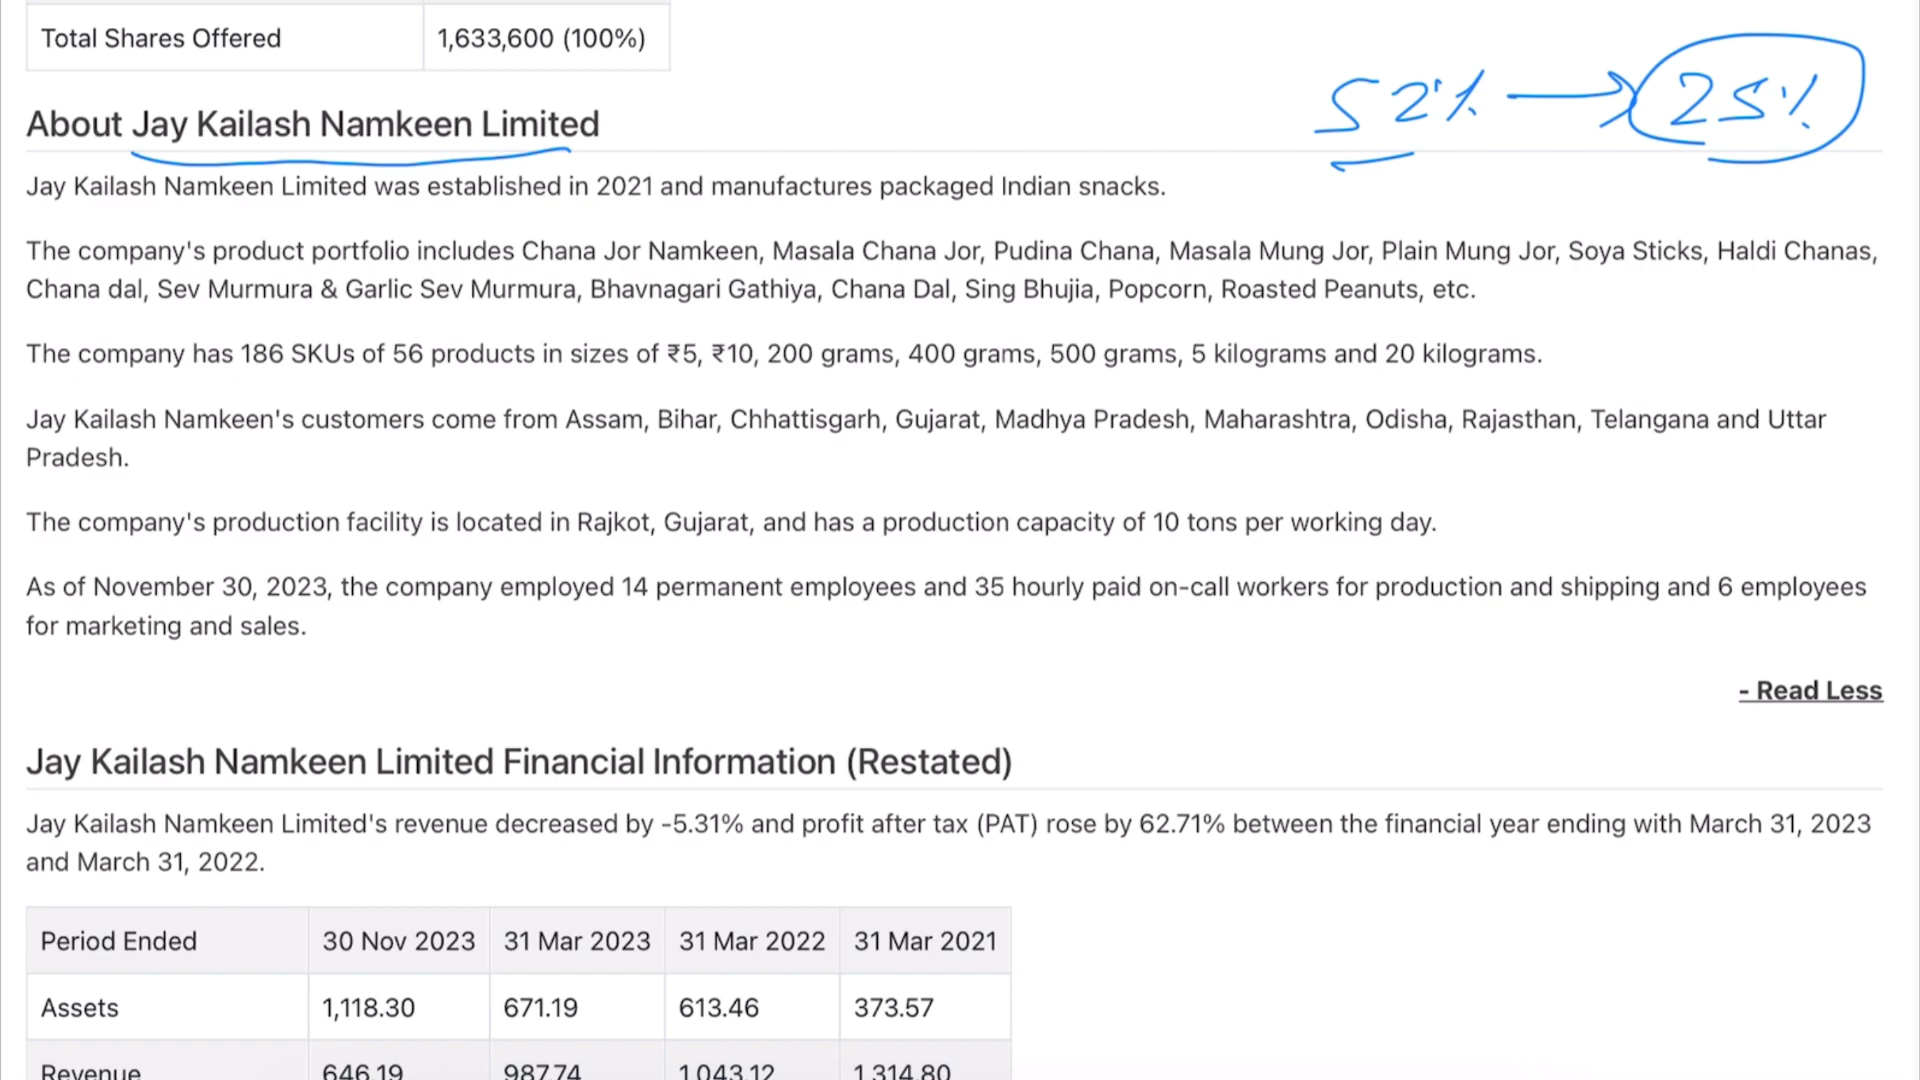 Total Shares Offered 1,633,600 (100%)
52% → 25%
About Jay Kailash Namkeen Limited
Jay Kailash Namkeen Limited was established in 2021 and manufactures packaged Indian snacks.
The company's product portfolio includes Chana Jor Namkeen, Masala Chana Jor, Pudina Chana, Masala Mung Jor, Plain Mung Jor, Soya Sticks, Haldi Chanas,
Chana dal, Sev Murmura & Garlic Sev Murmura, Bhavnagari Gathiya, Chana Dal, Sing Bhujia, Popcorn, Roasted Peanuts, etc.
The company has 186 SKUs of 56 products in sizes of ₹5, ₹10, 200 grams, 400 grams, 500 grams, 5 kilograms and 20 kilograms.
Jay Kailash Namkeen's customers come from Assam, Bihar, Chhattisgarh, Gujarat, Madhya Pradesh, Maharashtra, Odisha, Rajasthan, Telangana and Uttar
Pradesh.
The company's production facility is located in Rajkot, Gujarat, and has a production capacity of 10 tons per working day.
As of November 30, 2023, the company employed 14 permanent employees and 35 hourly paid on-call workers for production and shipping and 6 employees
for marketing and sales.
- Read Less
Jay Kailash Namkeen Limited Financial Information (Restated)
Jay Kailash Namkeen Limited's revenue decreased by -5.31% and profit after tax (PAT) rose by 62.71% between the financial year ending with March 31, 2023
and March 31, 2022.
Period Ended 30 Nov 2023 31 Mar 2023 31 Mar 2022 31 Mar 2021
Assets 1,118.30 671.19 613.46 373.57
Revenue 646.19 987.74 1,043.12 1,314.80